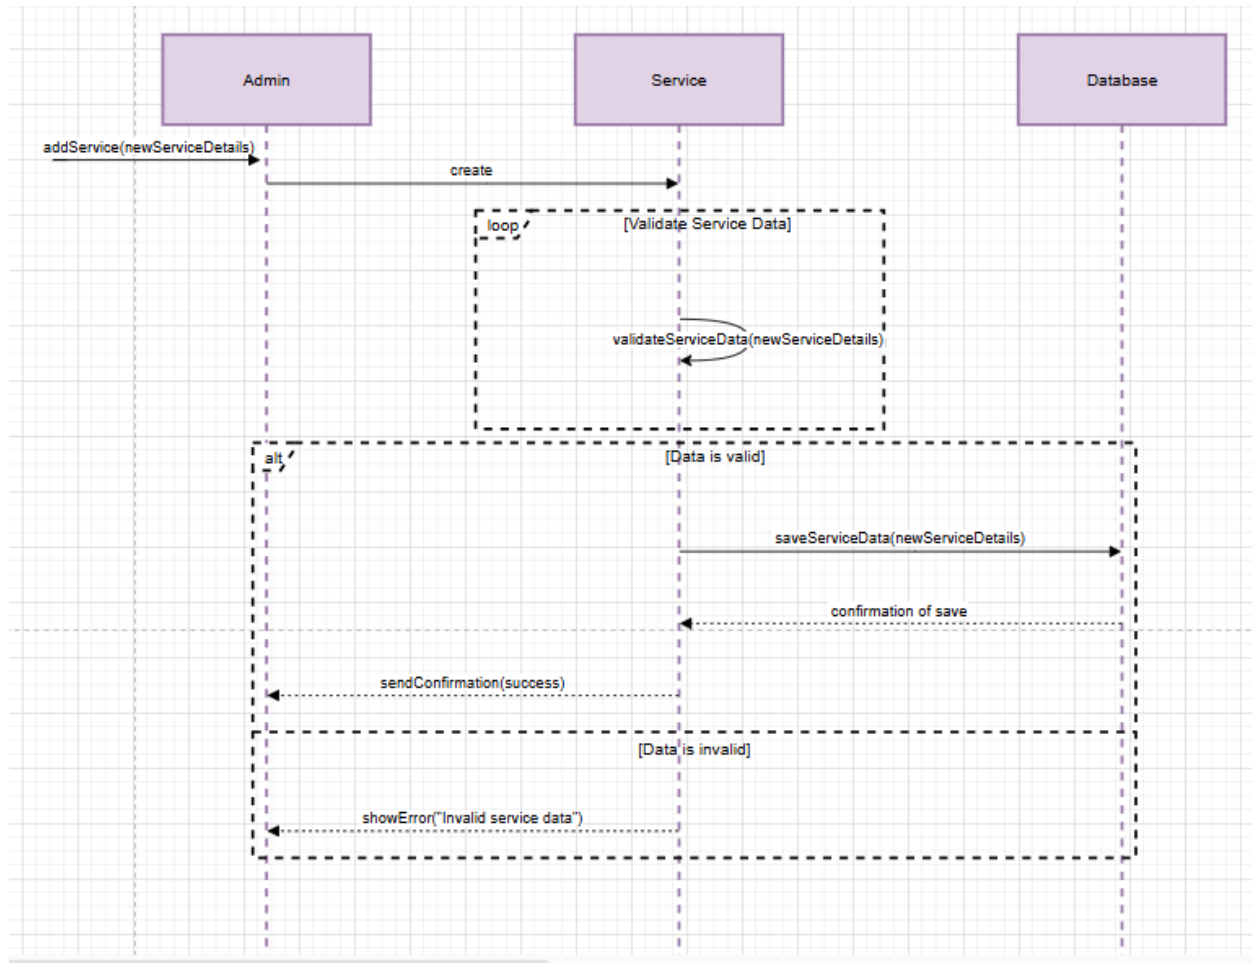 Admin
Service
Database
addService(newServiceDetails)
create
loop
[Validate Service Data]
validateServiceData(newServiceDetails)
alt
[Data is valid]
saveServiceData(newServiceDetails)
confirmation of save
sendConfirmation(success)
[Data is invalid]
showError("Invalid service data")